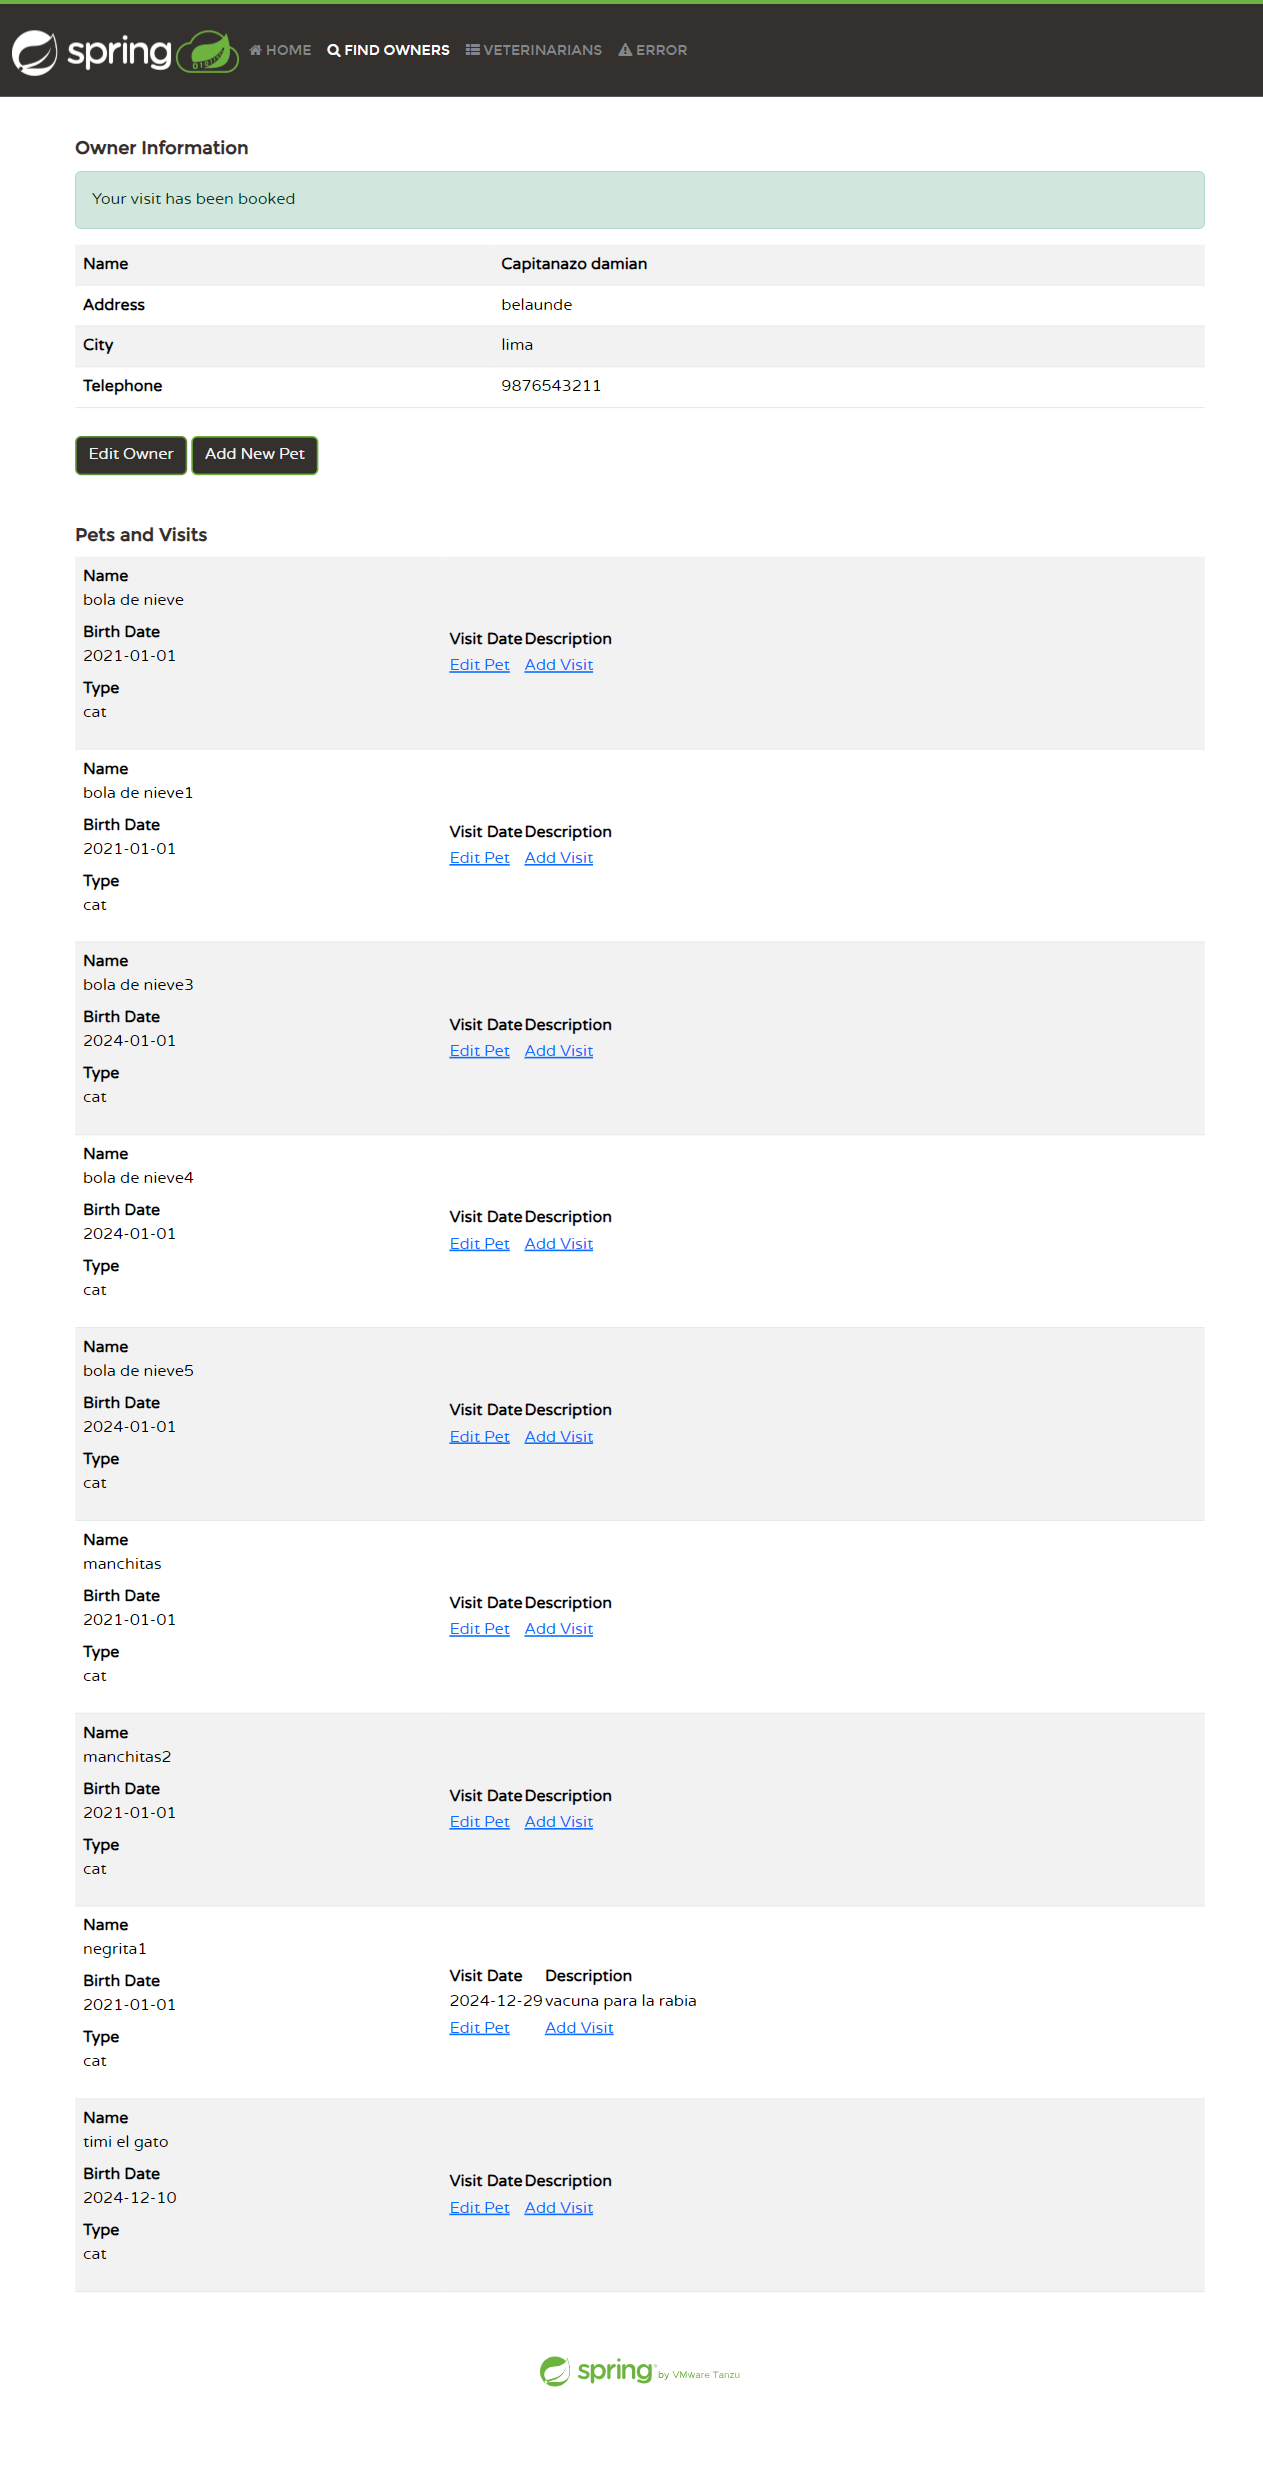 spring HOME FIND OWNERS VETERINARIANS ERROR
Owner Information
Your visit has been booked
Name Capitanazo damian
Address belaunde
City lima
Telephone 9876543211
Edit Owner Add New Pet
Pets and Visits
Name
bola de nieve
Birth Date
2021-01-01
Type
cat
Visit Date Description
Edit Pet Add Visit
Name
bola de nieve1
Birth Date
2021-01-01
Type
cat
Visit Date Description
Edit Pet Add Visit
Name
bola de nieve3
Birth Date
2024-01-01
Type
cat
Visit Date Description
Edit Pet Add Visit
Name
bola de nieve4
Birth Date
2024-01-01
Type
cat
Visit Date Description
Edit Pet Add Visit
Name
bola de nieve5
Birth Date
2024-01-01
Type
cat
Visit Date Description
Edit Pet Add Visit
Name
manchitas
Birth Date
2021-01-01
Type
cat
Visit Date Description
Edit Pet Add Visit
Name
manchitas2
Birth Date
2021-01-01
Type
cat
Visit Date Description
Edit Pet Add Visit
Name
negrita1
Birth Date
2021-01-01
Type
cat
Visit Date Description
2024-12-29 vacuna para la rabia
Edit Pet Add Visit
Name
timi el gato
Birth Date
2024-12-10
Type
cat
Visit Date Description
Edit Pet Add Visit
spring by VMware Tanzu